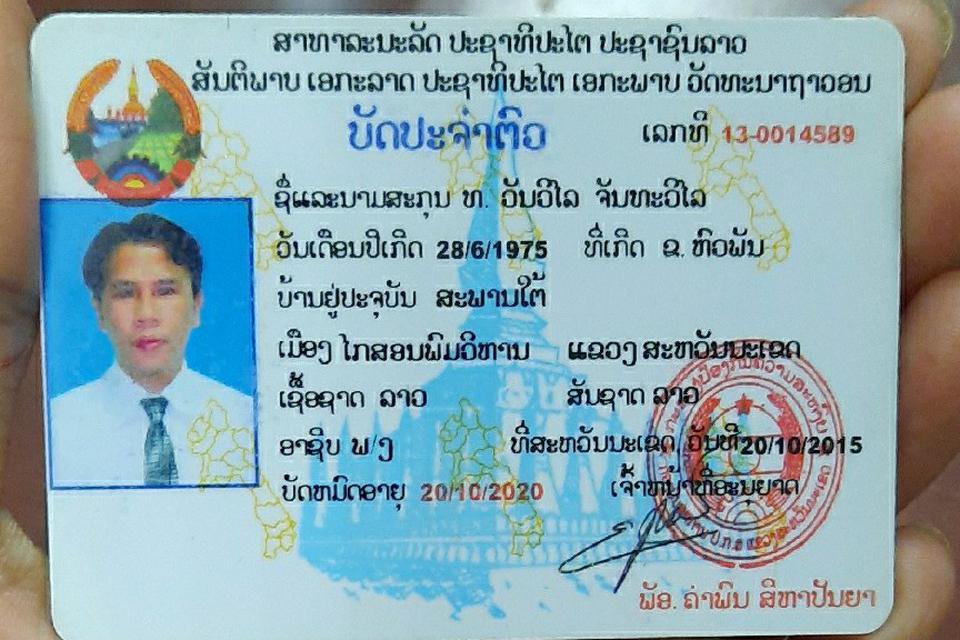 ສາທາລະນະລັດ ປະຊາທິປະໄຕ ປະຊາຊົນລາວ
ສັນຕິພາບ ເອກະລາດ ປະຊາທິປະໄຕ ເອກະພາບ ວັດທະນາຖາວອນ
ບັດປະຈຳຕົວ ເລກທີ 13-0014589
ຊື່ແລະນາມສະກຸນ ທ. ວັນວິໄລ ຈັນທະວິໄລ
ວັນເດືອນປີເກີດ 28/6/1975 ທີ່ເກີດ ຂ. ຫົວພັນ
ບ້ານຢູ່ປະຈຸບັນ ສະພານໃຕ້
ເມືອງ ໄກສອນພົມວິຫານ ແຂວງ ສະຫວັນນະເຂດ
ເຊື້ອຊາດ ລາວ ສັນຊາດ ລາວ
ອາຊີບ ພ/ງ ທີ່ສະຫວັນນະເຂດ ວັນທີ 20/10/2015
ບັດຫມົດອາຍຸ 20/10/2020 ເຈົ້າຫນ້າທີ່ອະນຸຍາດ
ພັອ. ຄຳພົນ ສີຫາປັນຍາ